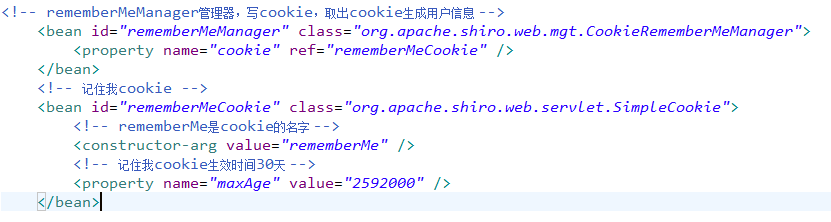 <!-- rememberMeManager管理器，写cookie，取出cookie生成用户信息 -->
<bean id="rememberMeManager" class="org.apache.shiro.web.mgt.CookieRememberMeManager">
<property name="cookie" ref="rememberMeCookie" />
</bean>
<!-- 记住我cookie -->
<bean id="rememberMeCookie" class="org.apache.shiro.web.servlet.SimpleCookie">
<!-- rememberMe是cookie的名字 -->
<constructor-arg value="rememberMe" />
<!-- 记住我cookie生效时间30天 -->
<property name="maxAge" value="2592000" />
</bean>